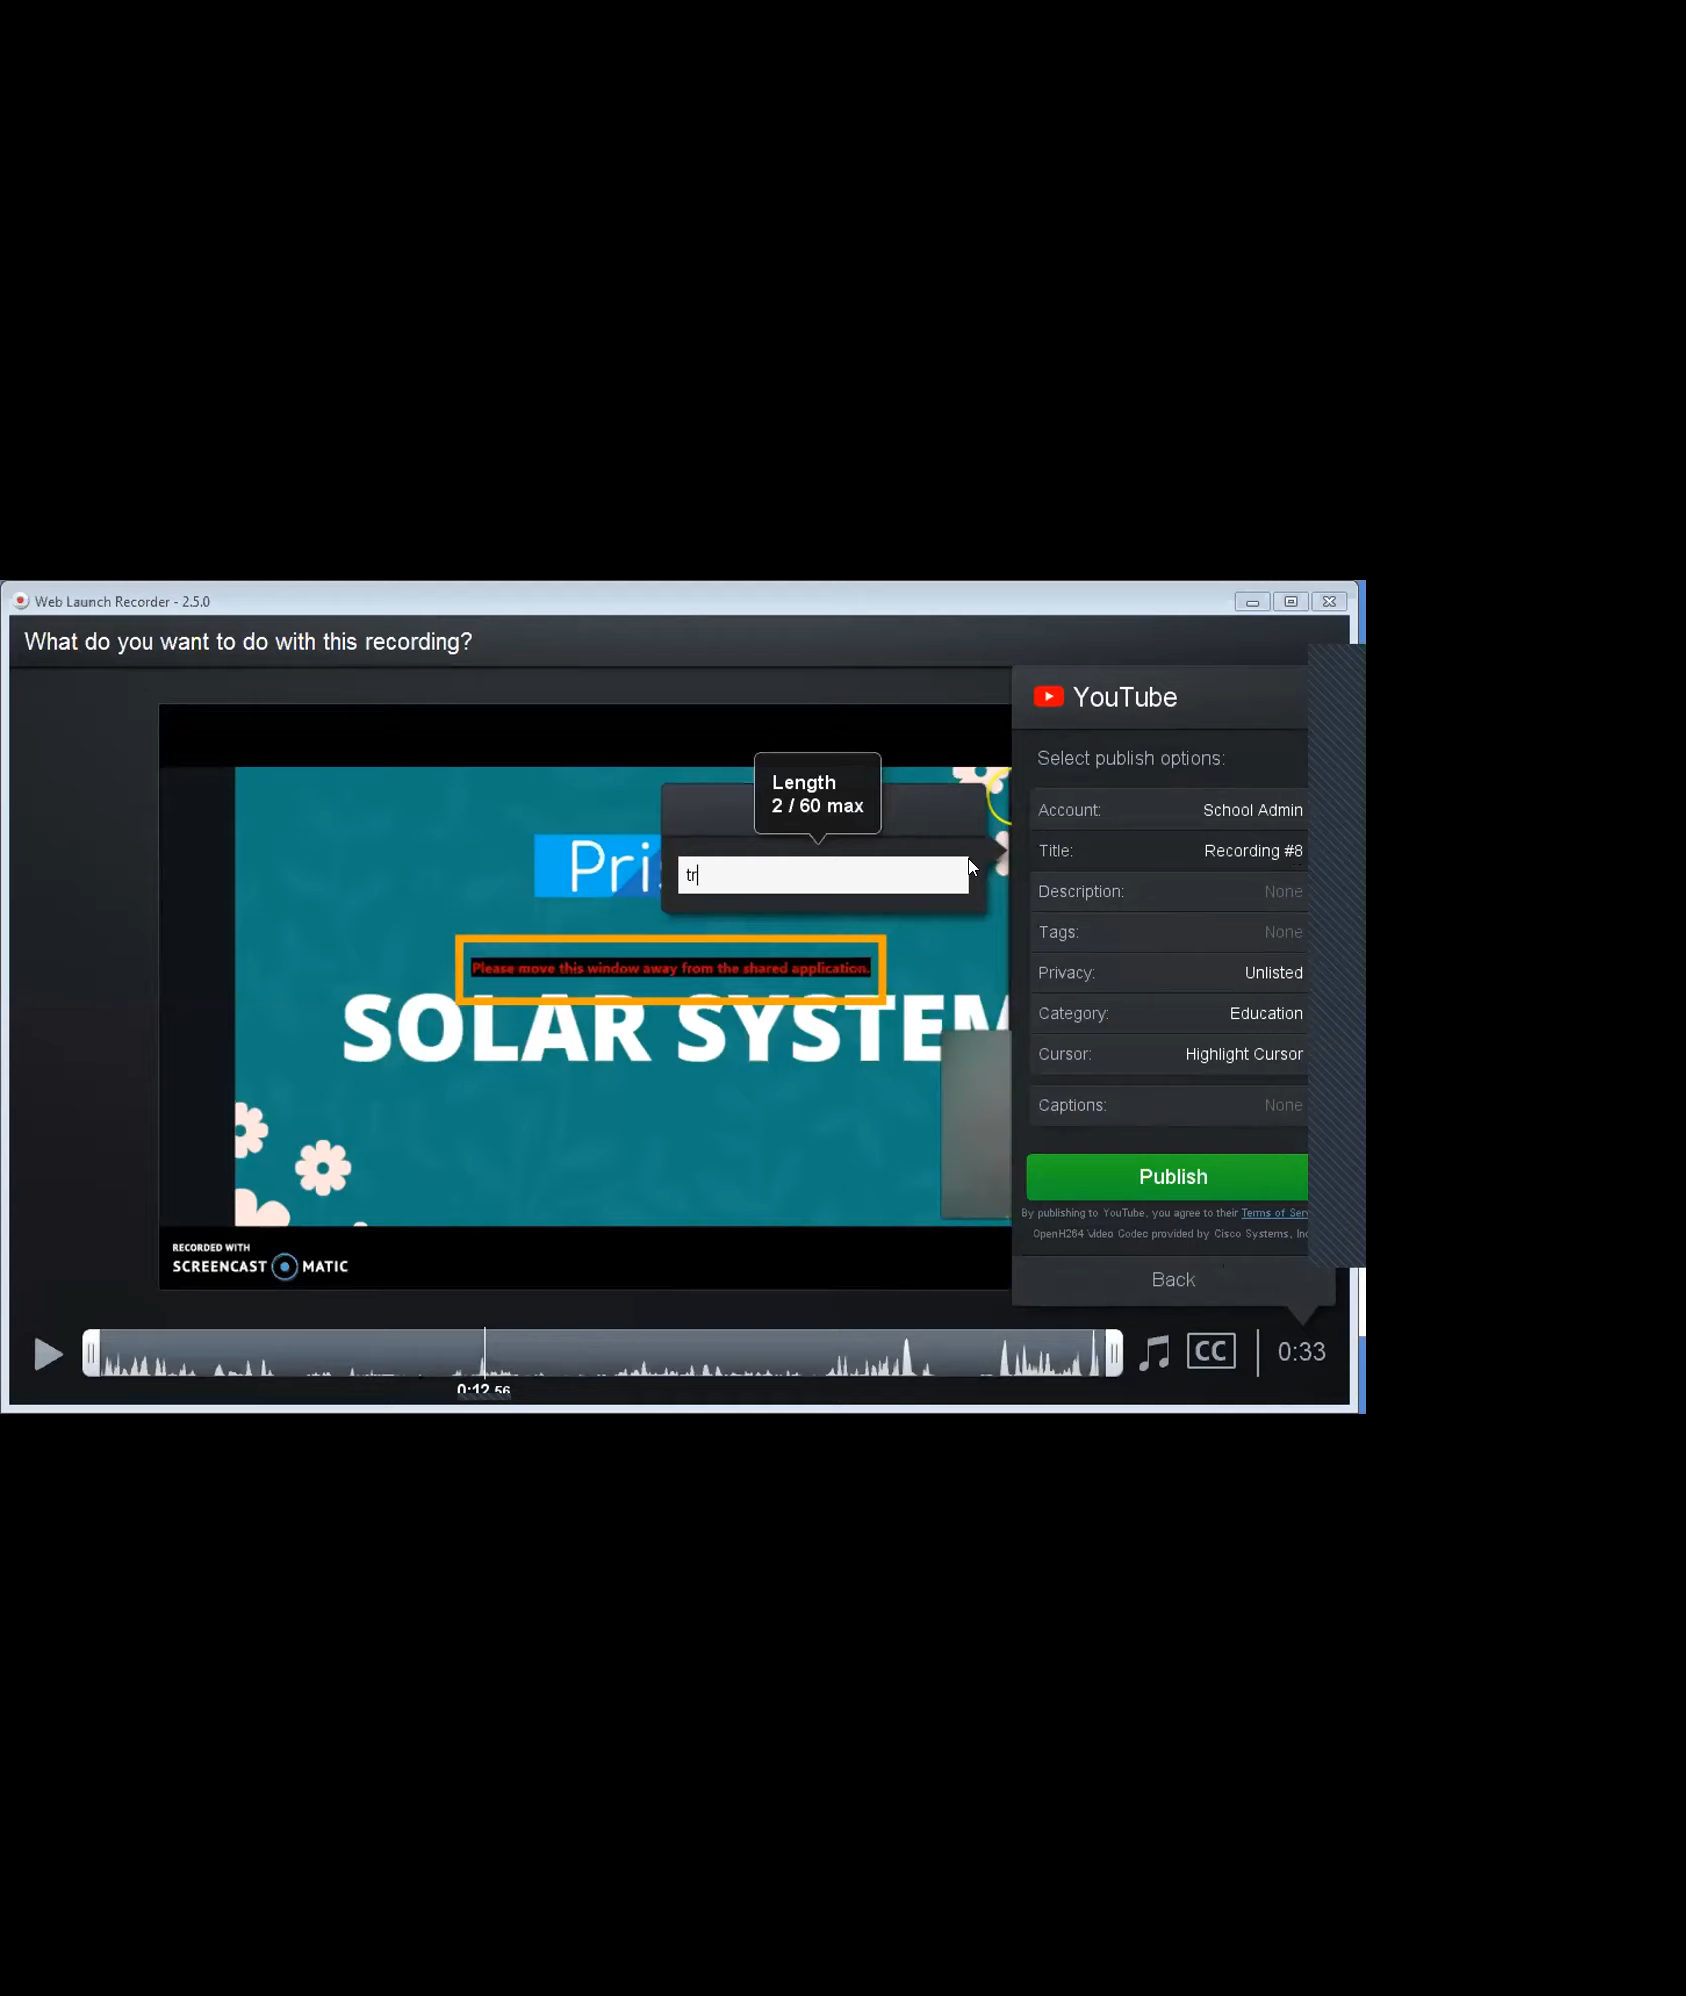 Web Launch Recorder - 2.5.0
What do you want to do with this recording?
YouTube
Select publish options:
Length
2 / 60 max
Account: School Admin
Title: Recording #8
tr
Description: None
Tags: None
Please move this window away from the shared application.
Privacy: Unlisted
SOLAR SYSTEM
Category: Education
Cursor: Highlight Cursor
Captions: None
Publish
By publishing to YouTube, you agree to their Terms of Serv
OpenH264 Video Codec provided by Cisco Systems, Inc
RECORDED WITH
SCREENCAST MATIC
Back
CC
0:33
0:12.56